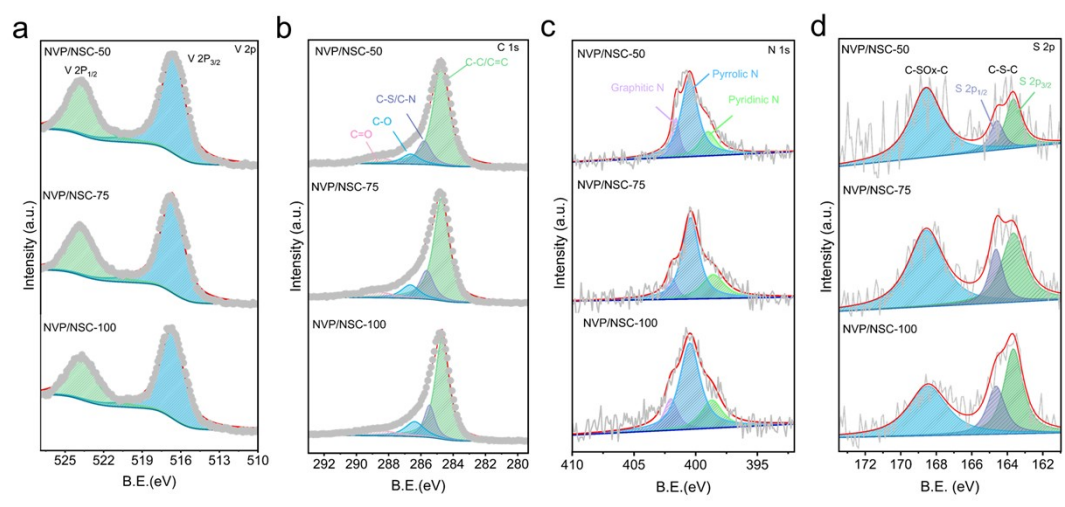 a
NVP/NSC-50
V 2p
V 2P1/2
V 2P3/2
NVP/NSC-75
NVP/NSC-100
Intensity (a.u.)
525 522 519 516 513 510
B.E.(eV)
b
NVP/NSC-50
C 1s
C-C/C=C
C-S/C-N
C-O
C=O
NVP/NSC-75
NVP/NSC-100
Intensity (a.u.)
292 290 288 286 284 282 280
B.E.(eV)
c
NVP/NSC-50
N 1s
Graphitic N
Pyrrolic N
Pyridinic N
NVP/NSC-75
NVP/NSC-100
Intensity (a.u.)
410 405 400 395
B.E.(eV)
d
NVP/NSC-50
S 2p
C-SOx-C
C-S-C
S 2p1/2
S 2p3/2
NVP/NSC-75
NVP/NSC-100
Intensity (a.u.)
172 170 168 166 164 162
B.E. (eV)